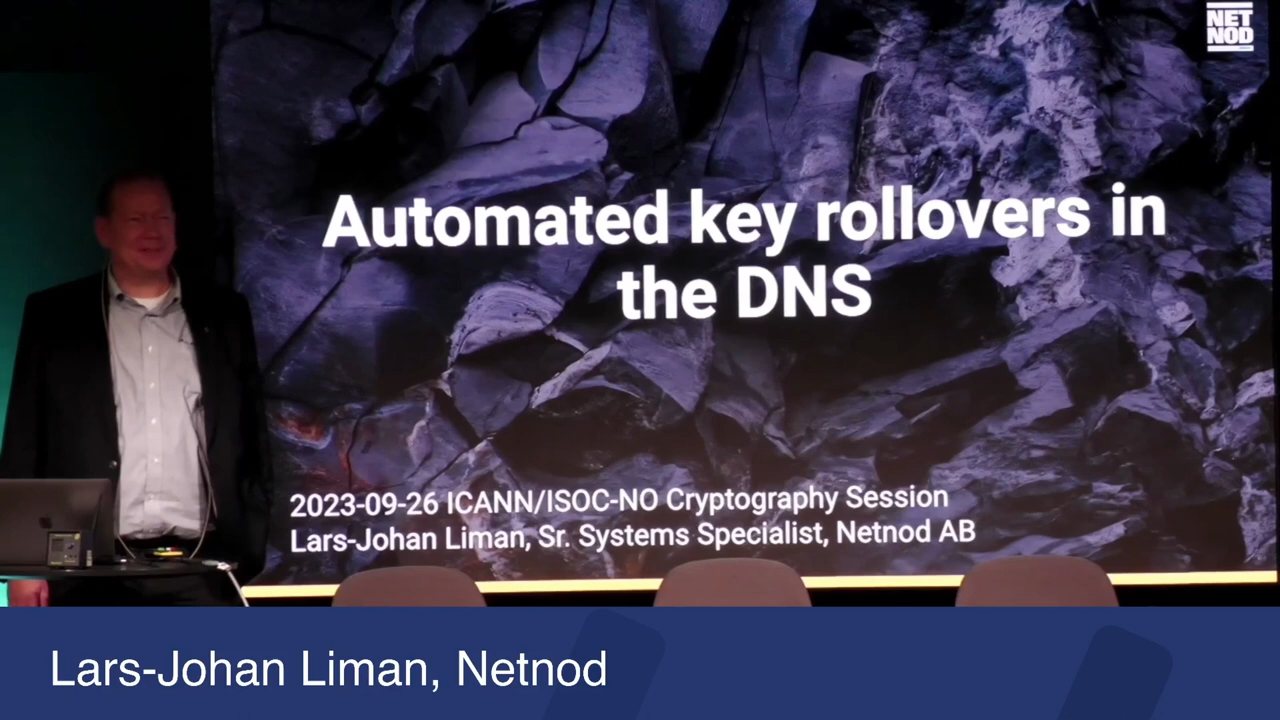 NET
NOD
Automated key rollovers in
the DNS
2023-09-26 ICANN/ISOC-NO Cryptography Session
Lars-Johan Liman, Sr. Systems Specialist, Netnod AB
Lars-Johan Liman, Netnod